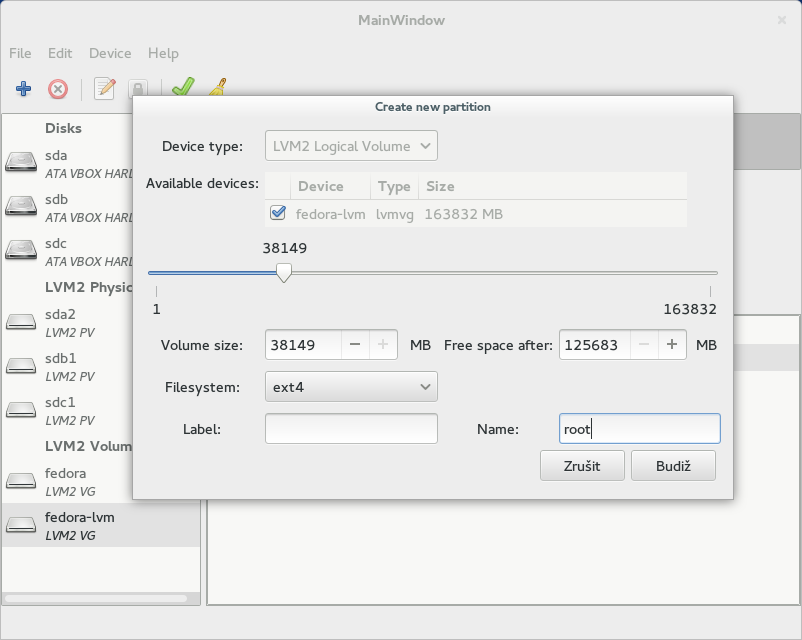 MainWindow
File Edit Device Help
Create new partition
Disks
sda
ATA VBOX HARD
sdb
ATA VBOX HARD
sdc
ATA VBOX HARD
LVM2 Physic
sda2
LVM2 PV
sdb1
LVM2 PV
sdc1
LVM2 PV
LVM2 Volum
fedora
LVM2 VG
fedora-lvm
LVM2 VG
Device type: LVM2 Logical Volume
Available devices:
Device Type Size
fedora-lvm lvmvg 163832 MB
38149
1 163832
Volume size: 38149 MB Free space after: 125683 MB
Filesystem: ext4
Label: Name: root
Zrušit Budiž